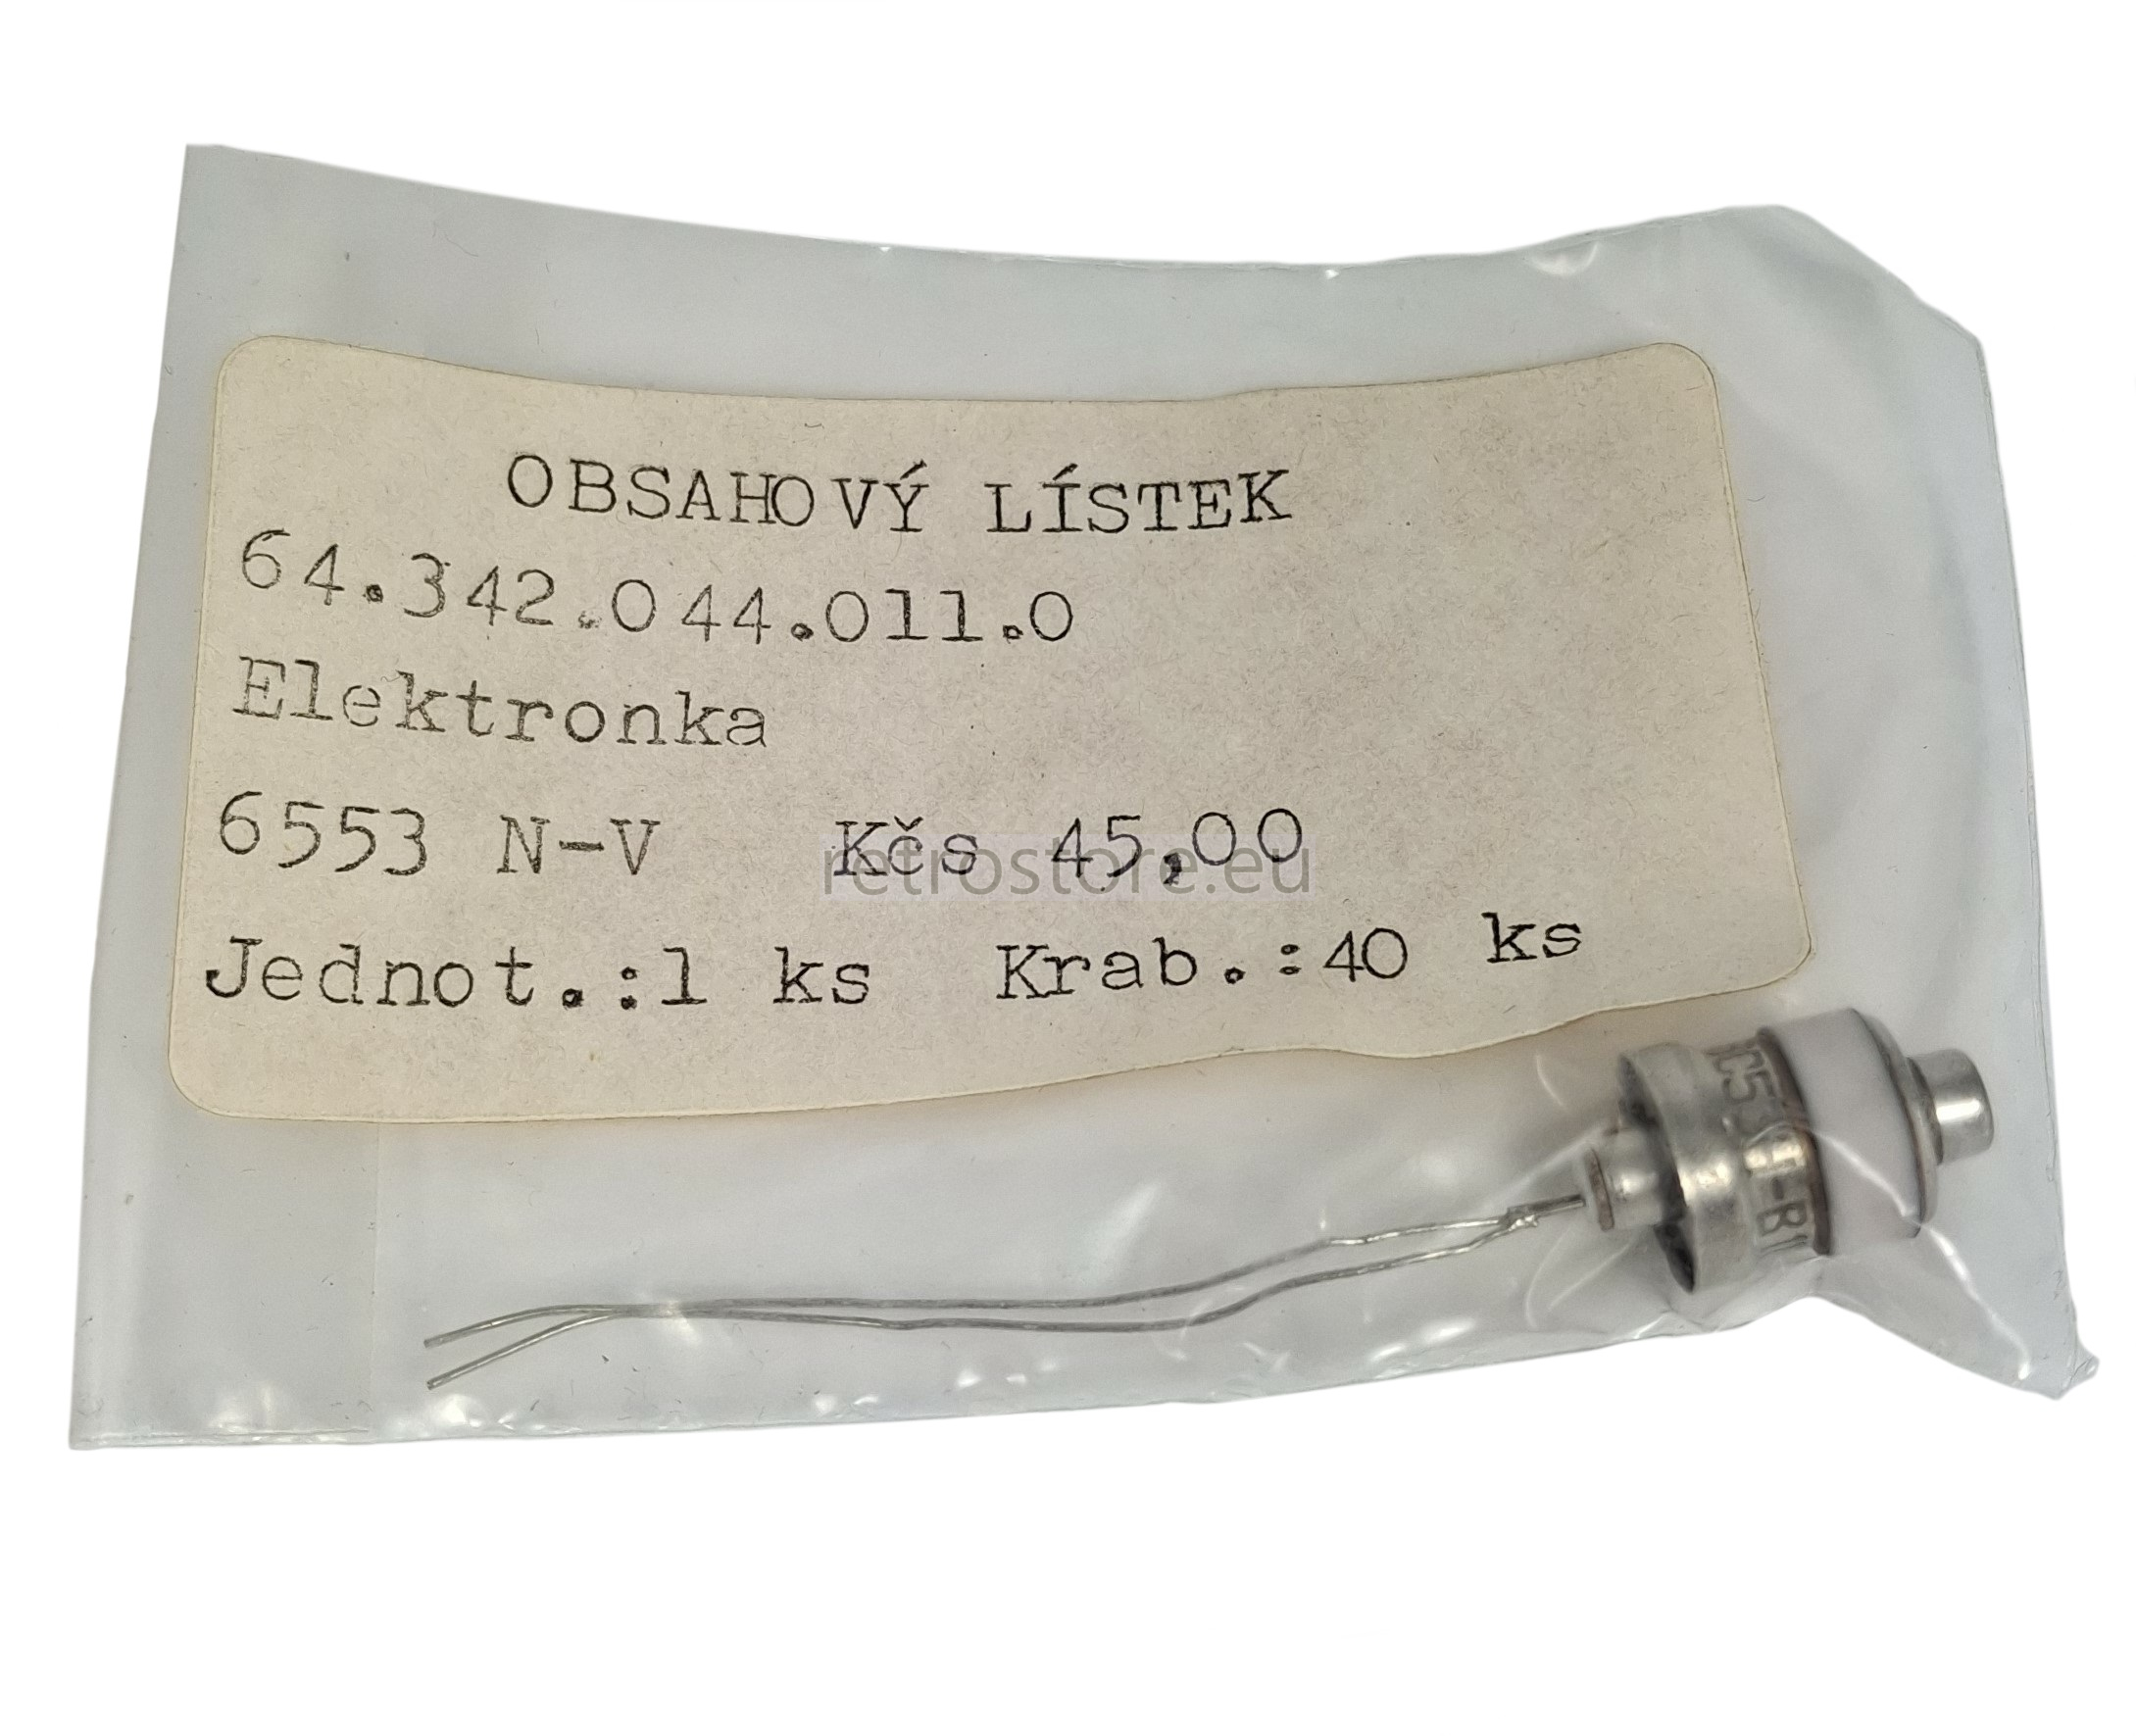 OBSAHOVÝ LÍSTEK
64.342.044.011.0
Elektronka
6553 N-V Kčs 45,00
retrostore.eu
Jednot.:1 ks Krab.:40 ks